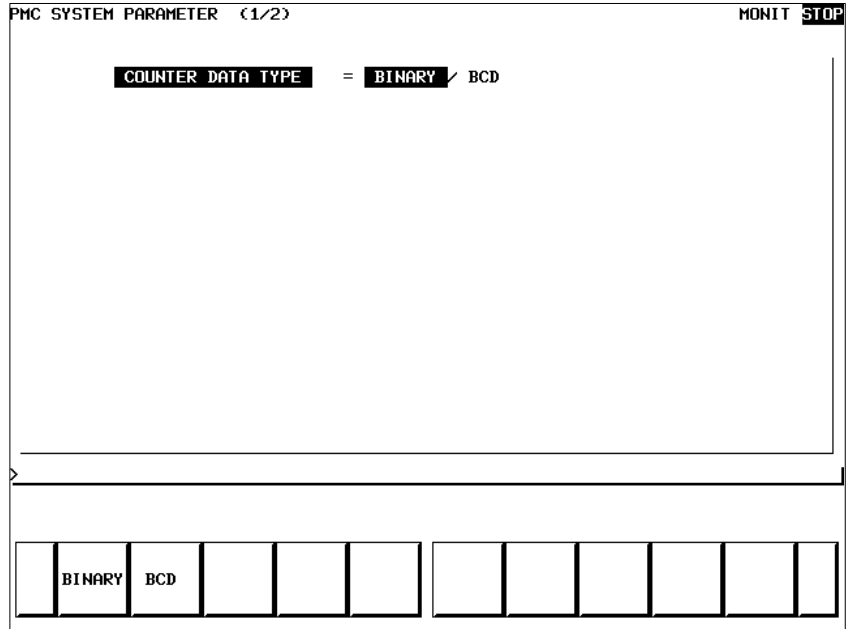 PMC SYSTEM PARAMETER (1/2) MONIT STOP
COUNTER DATA TYPE = BINARY / BCD
>
BINARY BCD